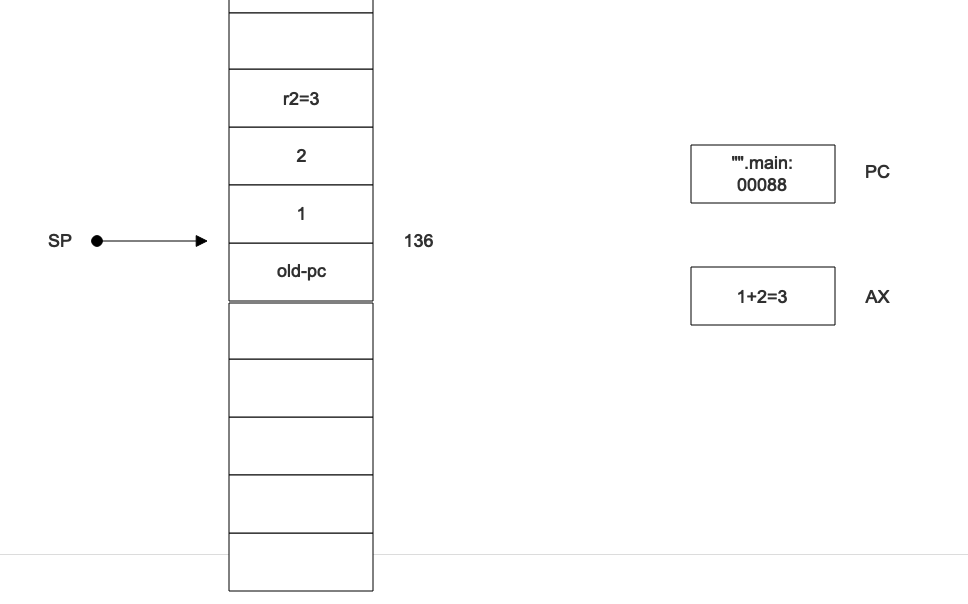 r2=3
2
"".main:
00088
PC
1
SP
136
old-pc
1+2=3
AX